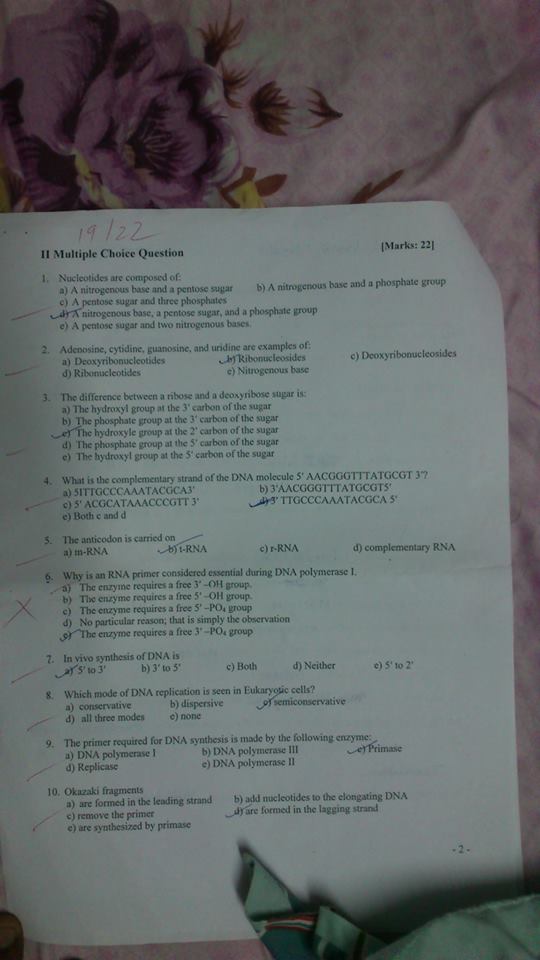 19/22
II Multiple Choice Question [Marks: 22]
1. Nucleotides are composed of:
a) A nitrogenous base and a pentose sugar b) A nitrogenous base and a phosphate group
c) A pentose sugar and three phosphates
d) A nitrogenous base, a pentose sugar, and a phosphate group
e) A pentose sugar and two nitrogenous bases.
2. Adenosine, cytidine, guanosine, and uridine are examples of:
a) Deoxyribonucleotides b) Ribonucleosides c) Deoxyribonucleosides
d) Ribonucleotides e) Nitrogenous base
3. The difference between a ribose and a deoxyribose sugar is:
a) The hydroxyl group at the 3' carbon of the sugar
b) The phosphate group at the 3' carbon of the sugar
c) The hydroxyle group at the 2' carbon of the sugar
d) The phosphate group at the 5' carbon of the sugar
e) The hydroxyl group at the 5' carbon of the sugar
4. What is the complementary strand of the DNA molecule 5' AACGGGTTTATGCGT 3'?
a) 5ITTGCCCAAATACGCA3' b) 3'AACGGGTTTATGCGT5'
c) 5' ACGCATAAACCCGTT 3' d) 3' TTGCCCAAATACGCA 5'
e) Both c and d
5. The anticodon is carried on
a) m-RNA b) t-RNA c) r-RNA d) complementary RNA
6. Why is an RNA primer considered essential during DNA polymerase I.
a) The enzyme requires a free 3' –OH group.
b) The enzyme requires a free 5' –OH group.
c) The enzyme requires a free 5' –PO₄ group
d) No particular reason; that is simply the observation
e) The enzyme requires a free 3' –PO₄ group
7. In vivo synthesis of DNA is
a) 5' to 3' b) 3' to 5' c) Both d) Neither e) 5' to 2'
8. Which mode of DNA replication is seen in Eukaryotic cells?
a) conservative b) dispersive c) semiconservative
d) all three modes e) none
9. The primer required for DNA synthesis is made by the following enzyme:
a) DNA polymerase I b) DNA polymerase III c) Primase
d) Replicase e) DNA polymerase II
10. Okazaki fragments
a) are formed in the leading strand b) add nucleotides to the elongating DNA
c) remove the primer d) are formed in the lagging strand
e) are synthesized by primase
- 2 -